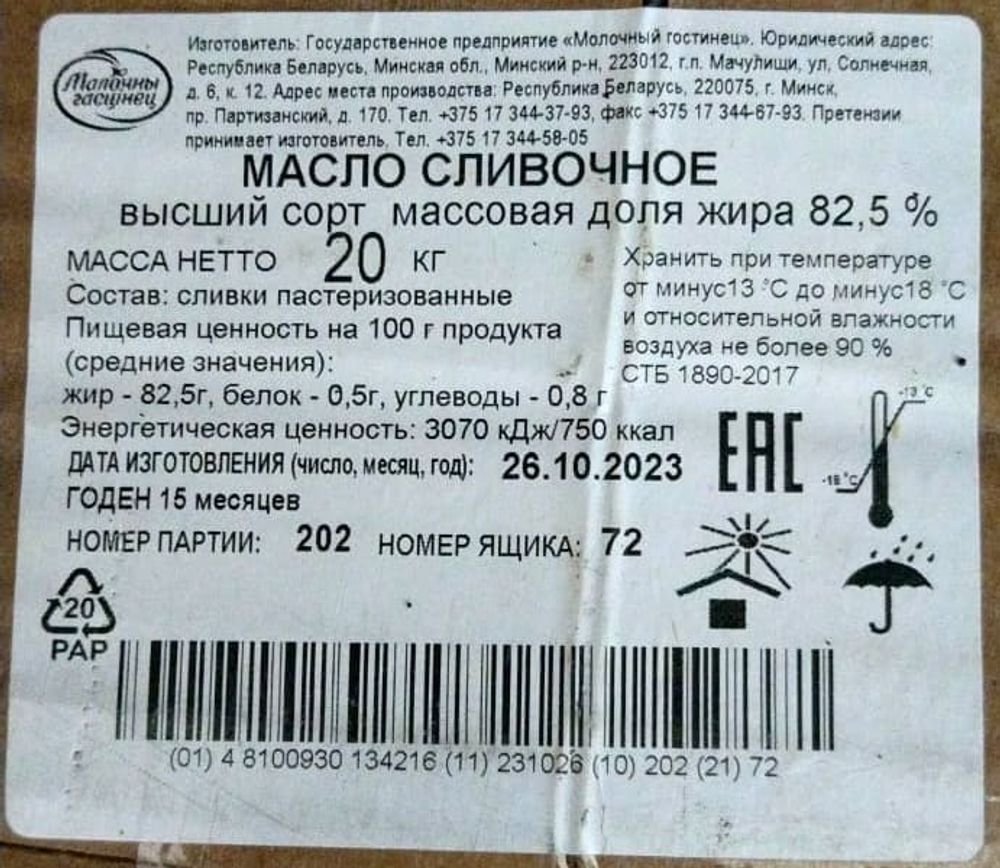 Малочны
гасцінец
Изготовитель: Государственное предприятие «Молочный гостинец». Юридический адрес:
Республика Беларусь, Минская обл., Минский р-н, 223012, г.п. Мачулищи, ул. Солнечная,
д. 6, к. 12. Адрес места производства: Республика Беларусь, 220075, г. Минск,
пр. Партизанский, д. 170. Тел. +375 17 344-37-93, факс +375 17 344-67-93. Претензии
принимает изготовитель. Тел. +375 17 344-58-05
МАСЛО СЛИВОЧНОЕ
высший сорт массовая доля жира 82,5 %
МАССА НЕТТО 20 КГ
Состав: сливки пастеризованные
Пищевая ценность на 100 г продукта
(средние значения):
жир - 82,5г, белок - 0,5г, углеводы - 0,8 г
Энергетическая ценность: 3070 кДж/750 ккал
ДАТА ИЗГОТОВЛЕНИЯ (число, месяц, год): 26.10.2023
ГОДЕН 15 месяцев
НОМЕР ПАРТИИ: 202 НОМЕР ЯЩИКА: 72
Хранить при температуре
от минус13 °С до минус18 °С
и относительной влажности
воздуха не более 90 %
СТБ 1890-2017
EAC
-13 °С
-18 °С
20
PAP
(01) 4 8100930 134216 (11) 231026 (10) 202 (21) 72